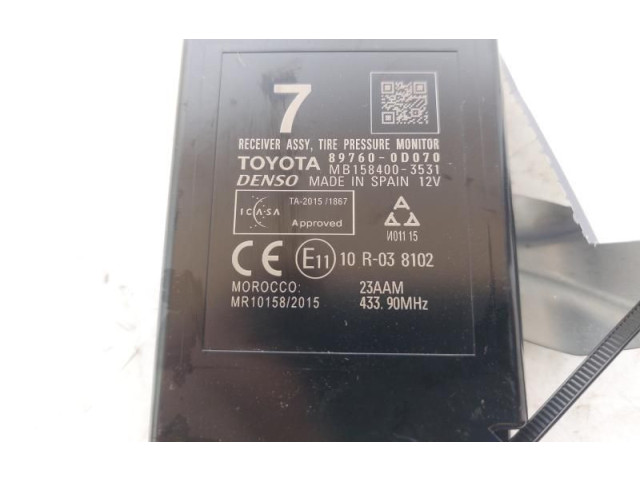 7
RECEIVER ASSY, TIRE PRESSURE MONITOR
TOYOTA 89760-0D070
MB158400-3531
DENSO MADE IN SPAIN 12V
ICASA TA-2015/1867
Approved
И011 15
CE E11 10 R-03 8102
MOROCCO: 23AAM
MR10158/2015 433.90MHz